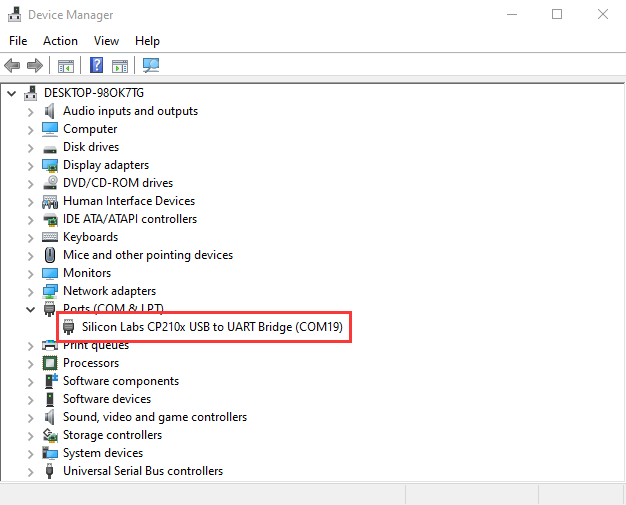 Device Manager
File Action View Help
DESKTOP-98OK7TG
Audio inputs and outputs
Computer
Disk drives
Display adapters
DVD/CD-ROM drives
Human Interface Devices
IDE ATA/ATAPI controllers
Keyboards
Mice and other pointing devices
Monitors
Network adapters
Ports (COM & LPT)
Silicon Labs CP210x USB to UART Bridge (COM19)
Print queues
Processors
Software components
Software devices
Sound, video and game controllers
Storage controllers
System devices
Universal Serial Bus controllers